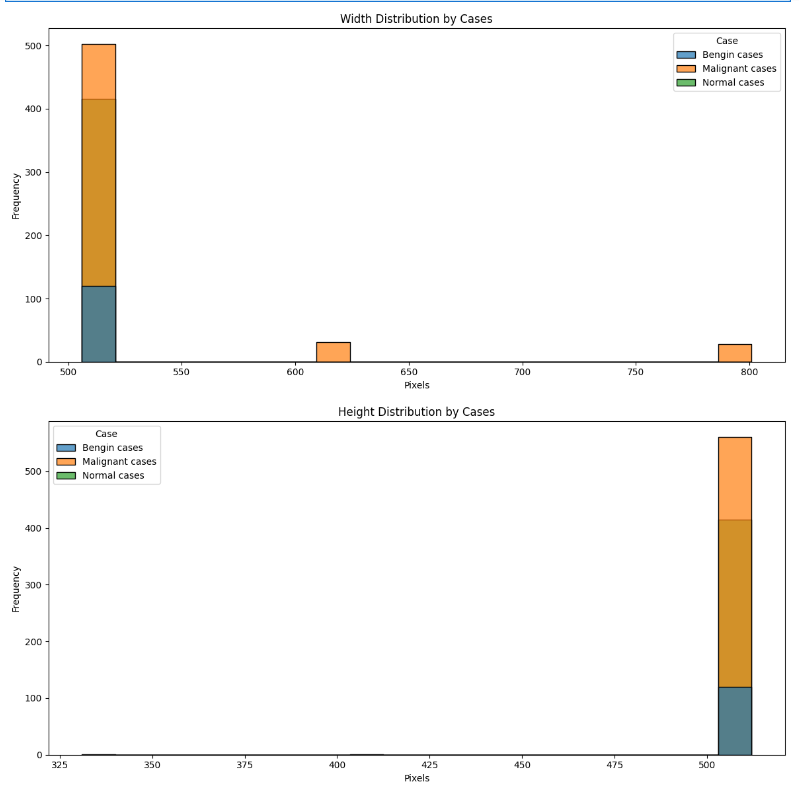 Width Distribution by Cases
500
400
300
200
100
0
Frequency
Case
Bengin cases
Malignant cases
Normal cases
500 550 600 650 700 750 800
Pixels
Height Distribution by Cases
Case
Bengin cases
Malignant cases
Normal cases
500
400
300
200
100
0
Frequency
325 350 375 400 425 450 475 500
Pixels